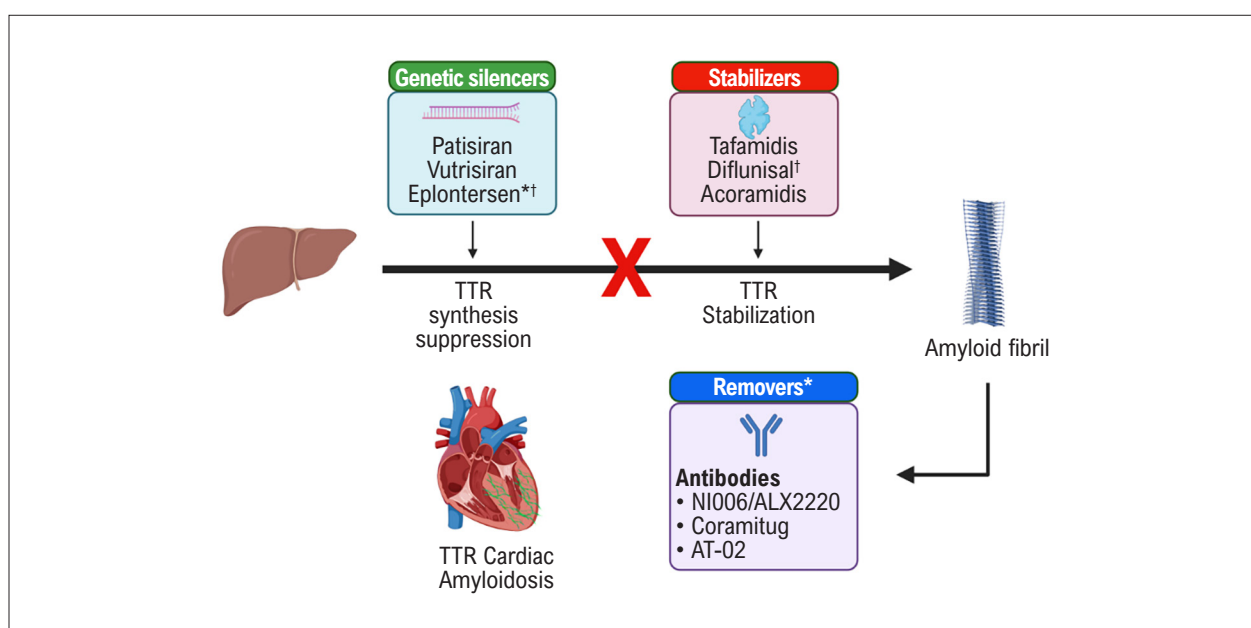 Genetic silencers
Patisiran
Vutrisiran
Eplontersen*†
Stabilizers
Tafamidis
Diflunisal†
Acoramidis
X
TTR
synthesis
suppression
TTR
Stabilization
Amyloid fibril
TTR Cardiac
Amyloidosis
Removers*
Antibodies
• NI006/ALX2220
• Coramitug
• AT-02